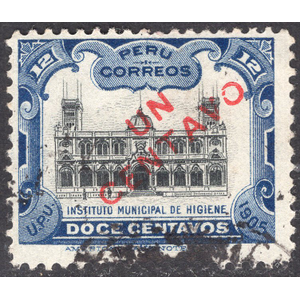 PERU
CORREOS
12 12
UN
CENTAVO
INSTITUTO MUNICIPAL DE HIGIENE
U.P.U. 1905
DOCE CENTAVOS